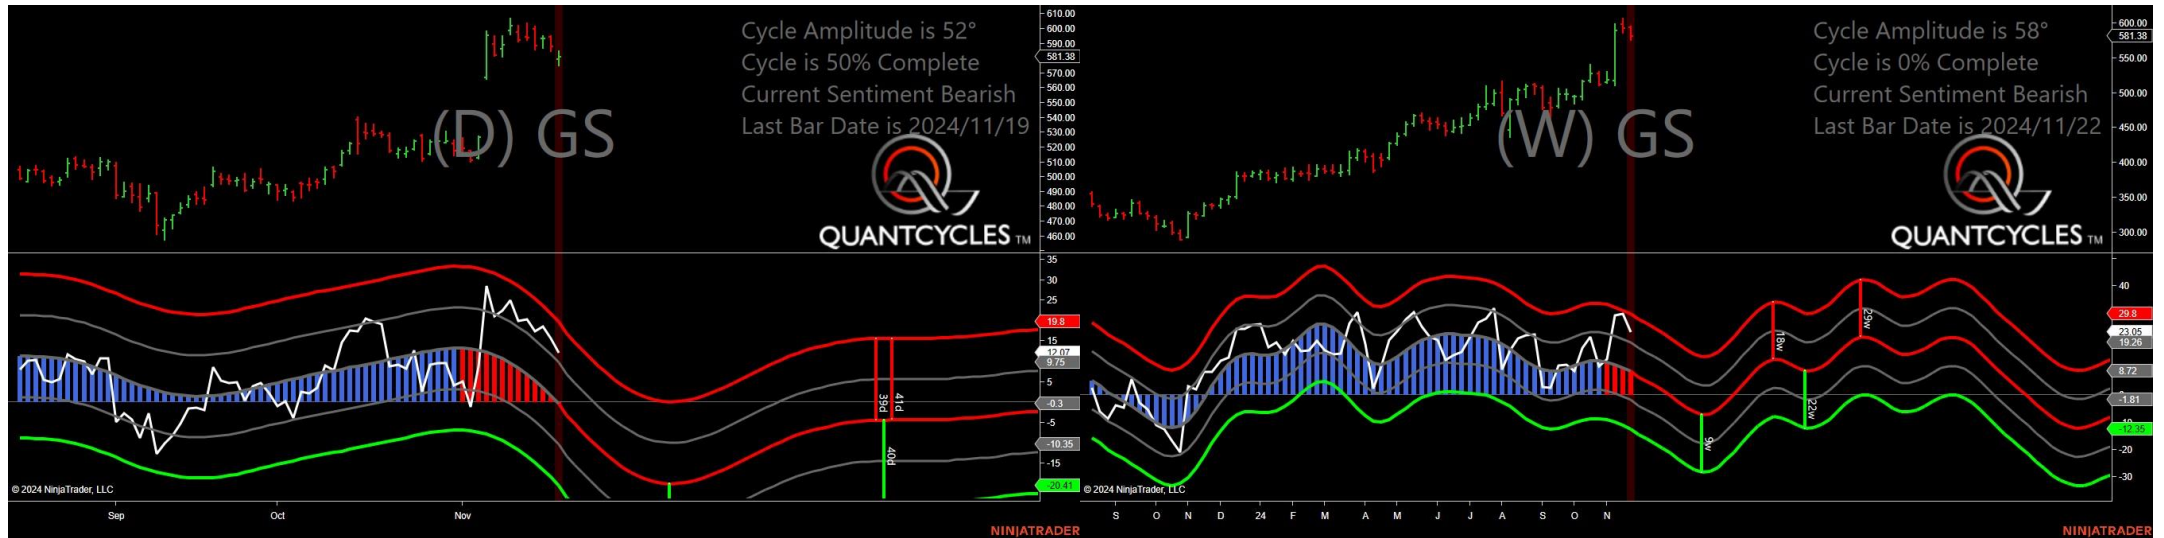 Cycle Amplitude is 52°
Cycle is 50% Complete
Current Sentiment Bearish
Last Bar Date is 2024/11/19
(D) GS
QUANTCYCLES TM
610.00
600.00
590.00
581.38
570.00
560.00
550.00
540.00
530.00
520.00
510.00
500.00
490.00
480.00
470.00
460.00
35
30
25
19.8
15
12.07
9.75
5
-0.3
-5
-10.35
-15
-20.41
39d
41d
40d
© 2024 NinjaTrader, LLC
Sep Oct Nov
NINJATRADER
Cycle Amplitude is 58°
Cycle is 0% Complete
Current Sentiment Bearish
Last Bar Date is 2024/11/22
(W) GS
QUANTCYCLES TM
600.00
581.38
550.00
500.00
450.00
400.00
350.00
300.00
40
29.8
23.05
19.26
8.72
-1.81
-12.35
-20
-30
18w
29w
22w
9w
© 2024 NinjaTrader, LLC
S O N D 24 F M A M J J A S O N
NINJATRADER